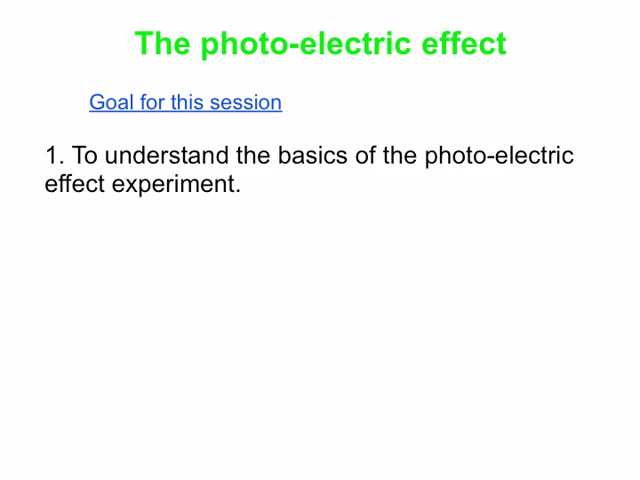 The photo-electric effect
Goal for this session
1. To understand the basics of the photo-electric
effect experiment.